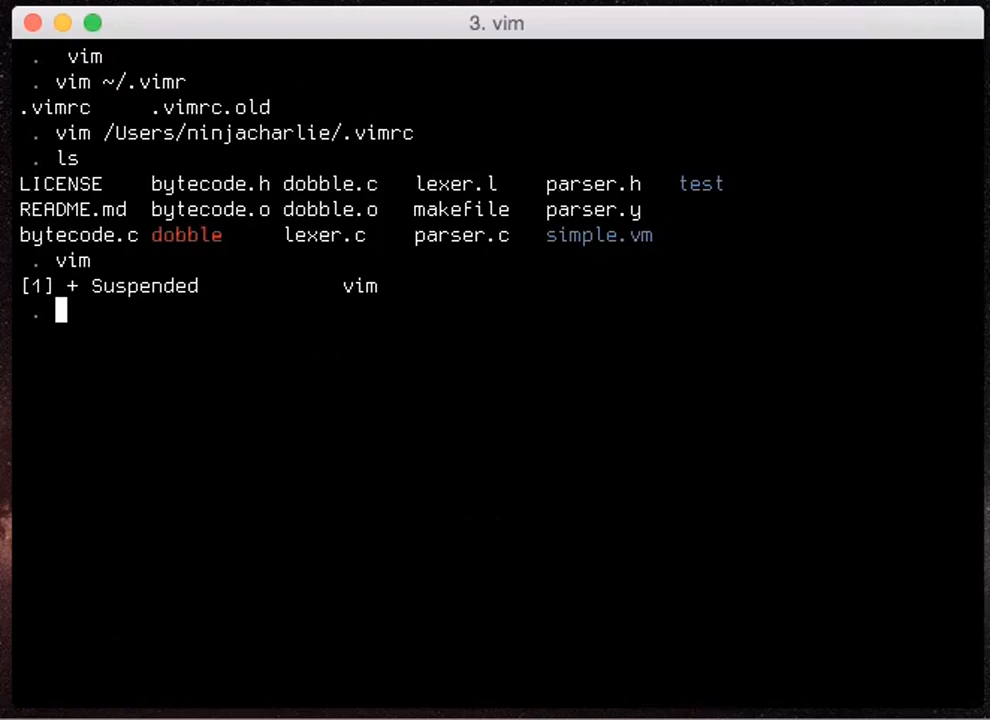 3. vim
. vim
. vim ~/.vimr
.vimrc .vimrc.old
. vim /Users/ninjacharlie/.vimrc
. ls
LICENSE bytecode.h dobble.c lexer.l parser.h test
README.md bytecode.o dobble.o makefile parser.y
bytecode.c dobble lexer.c parser.c simple.vm
. vim
[1] + Suspended vim
.